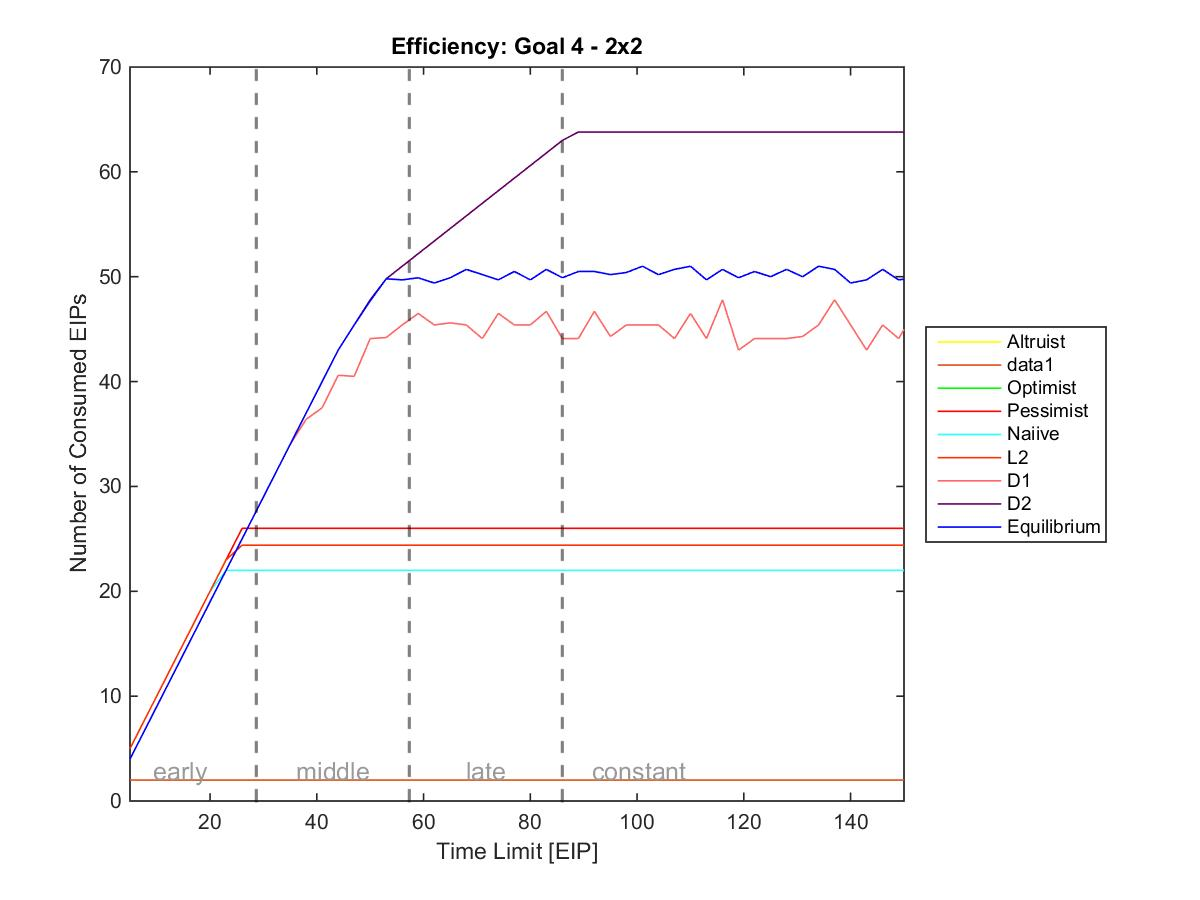 Efficiency: Goal 4 - 2x2
70
60
50
40
30
20
10
0
Number of Consumed EIPs
early middle late constant
20 40 60 80 100 120 140
Time Limit [EIP]
Altruist
data1
Optimist
Pessimist
Naiive
L2
D1
D2
Equilibrium